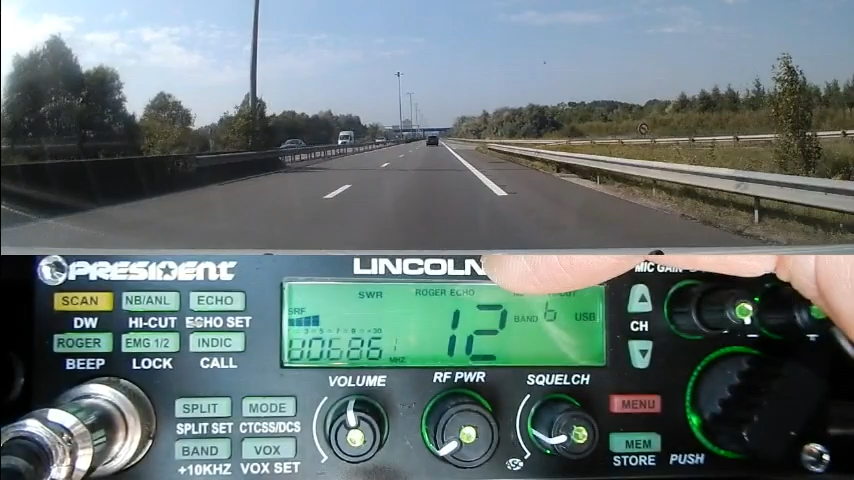 PRESIDENT
LINCOLN
MIC GAIN
SCAN NB/ANL ECHO
DW HI-CUT ECHO SET
ROGER EMG 1/2 INDIC
BEEP LOCK CALL
SWR ROGER ECHO
SRF
12 BAND 6 USB
00686 MHZ
CH
VOLUME RF PWR SQUELCH
SPLIT MODE
SPLIT SET CTCSS/DCS
BAND VOX
+10KHZ VOX SET
MENU
MEM
STORE PUSH